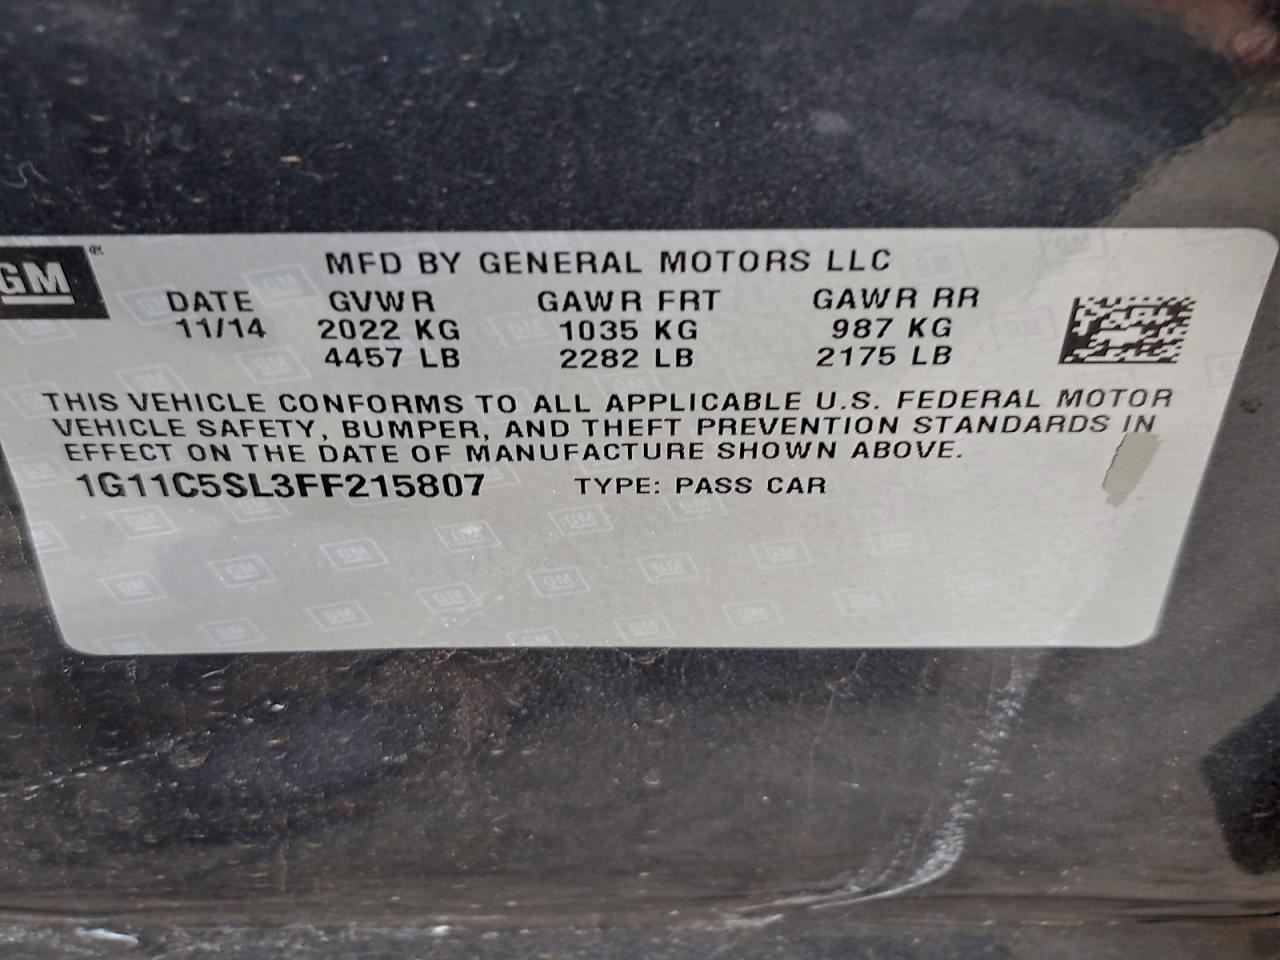 GM®
MFD BY GENERAL MOTORS LLC
DATE GVWR GAWR FRT GAWR RR
11/14 2022 KG 1035 KG 987 KG
4457 LB 2282 LB 2175 LB
THIS VEHICLE CONFORMS TO ALL APPLICABLE U.S. FEDERAL MOTOR
VEHICLE SAFETY, BUMPER, AND THEFT PREVENTION STANDARDS IN
EFFECT ON THE DATE OF MANUFACTURE SHOWN ABOVE.
1G11C5SL3FF215807 TYPE: PASS CAR